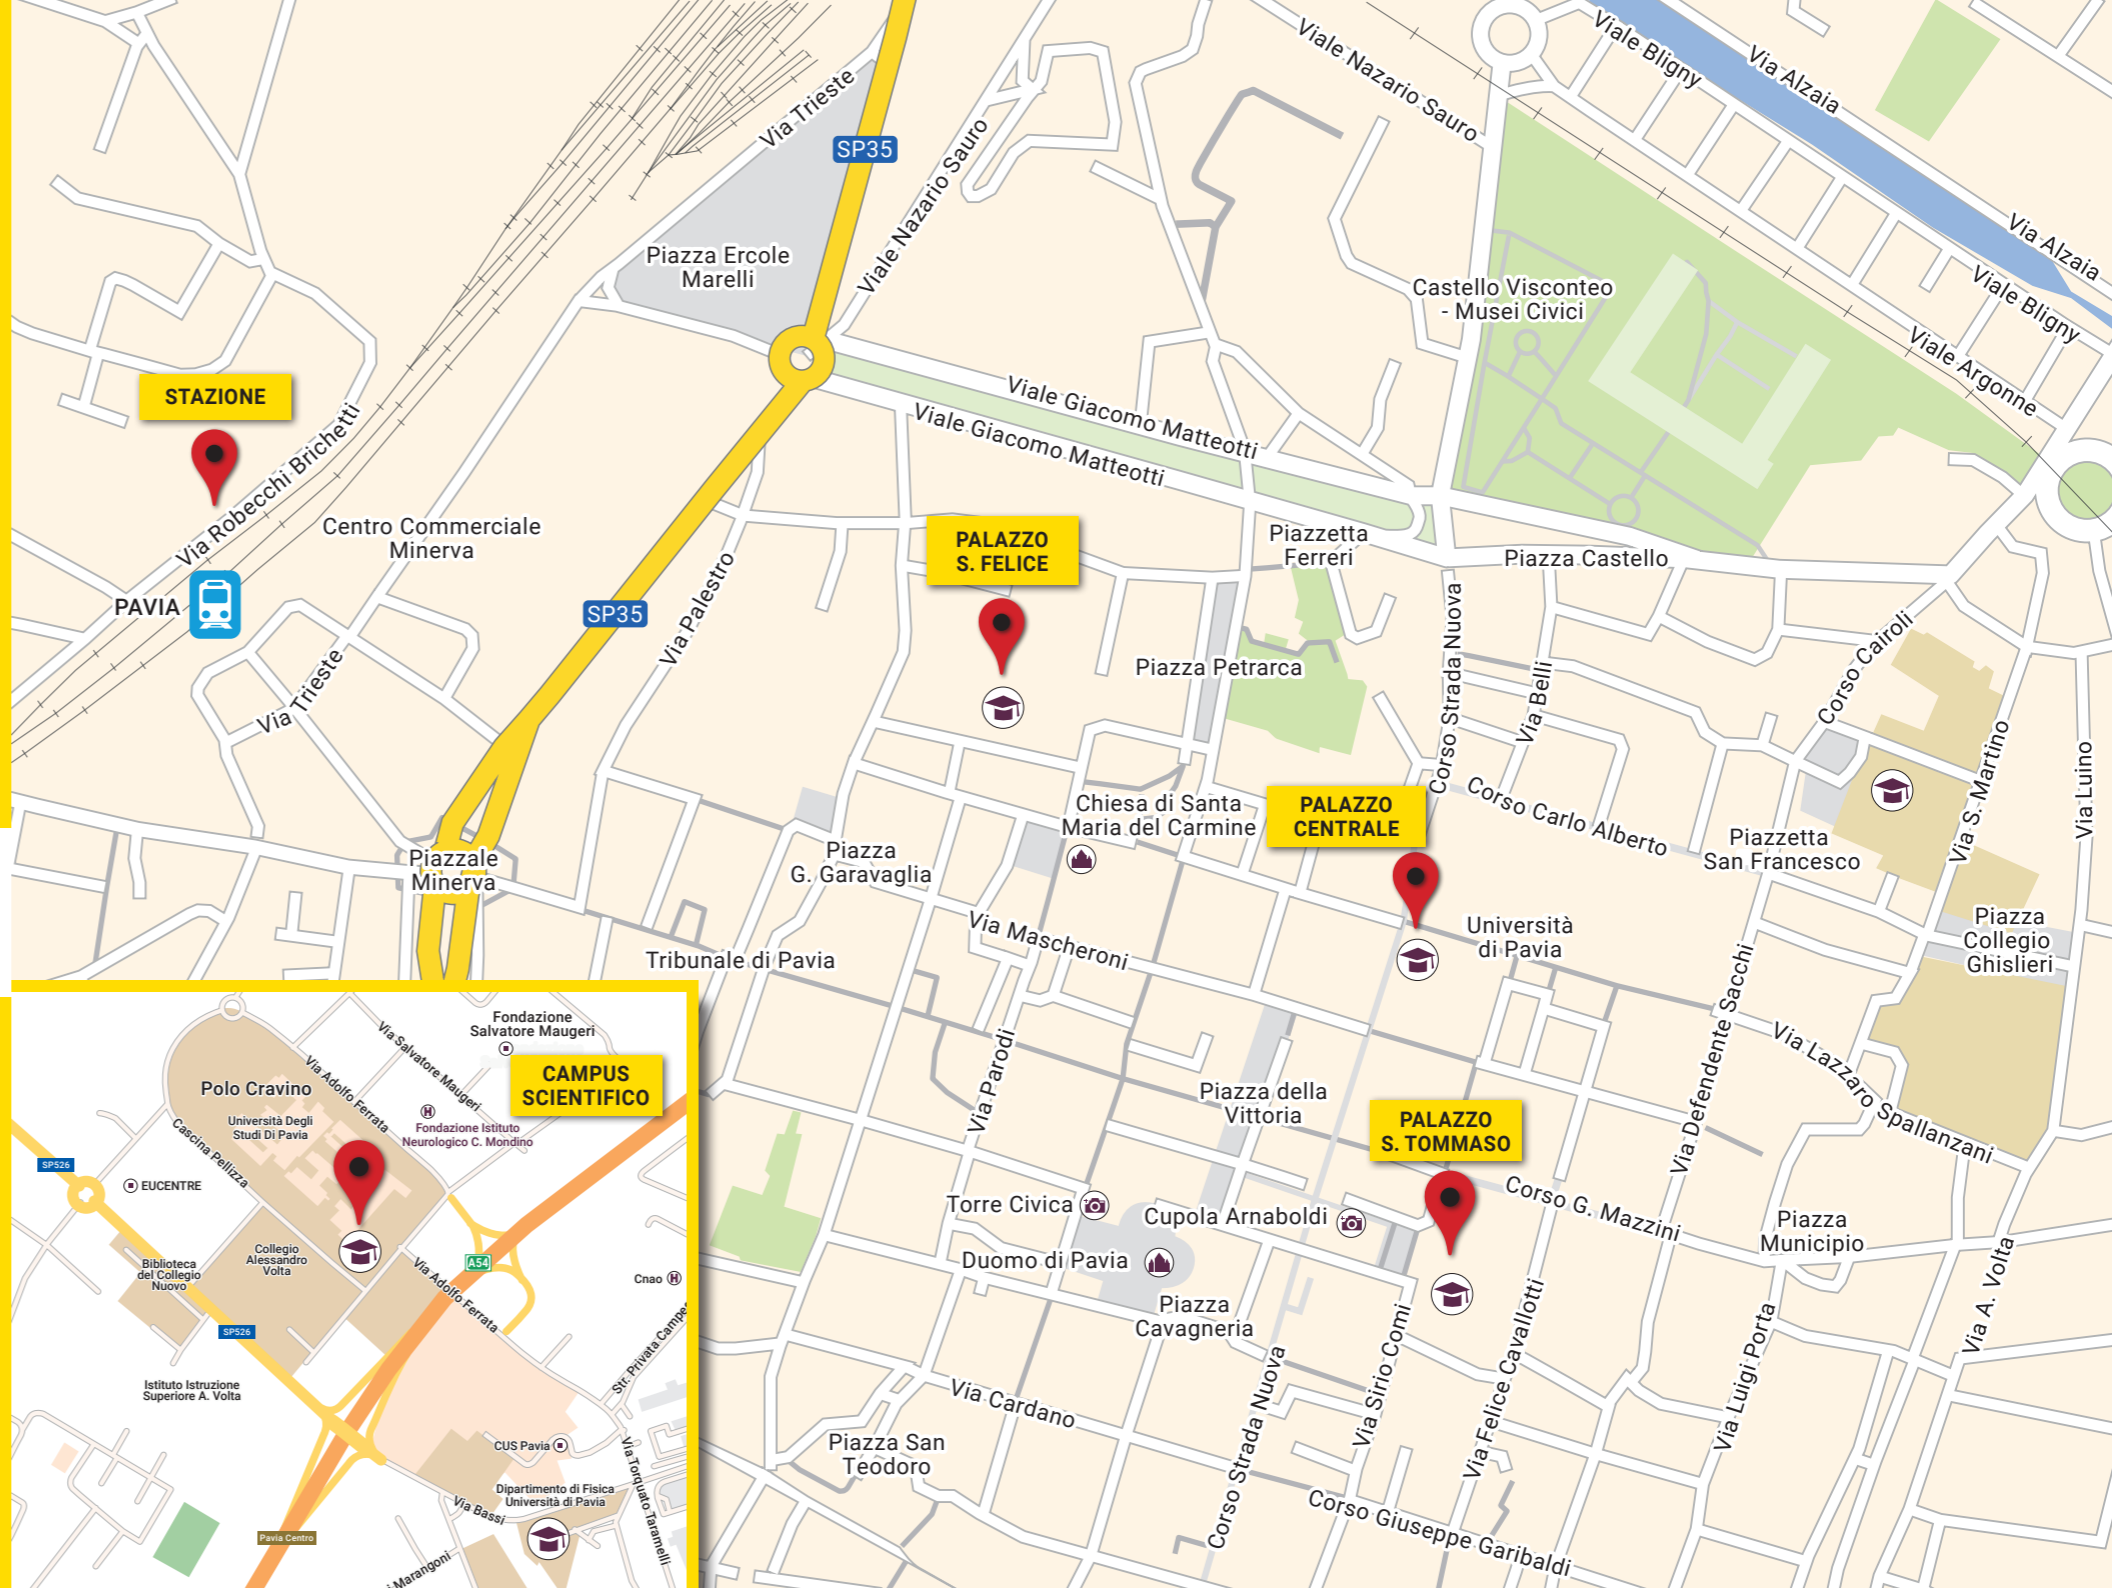 Viale Nazario Sauro
Viale Bligny
Via Alzaia
Via Trieste
SP35
Viale Nazario Sauro
Via Alzaia
Piazza Ercole
Marelli
Castello Visconteo
- Musei Civici
Viale Bligny
Viale Argonne
STAZIONE
Viale Giacomo Matteotti
Viale Giacomo Matteotti
Via Robecchi Brichetti
Centro Commerciale
Minerva
PALAZZO
S. FELICE
Piazzetta
Ferreri
Piazza Castello
PAVIA
SP35
Via Palestro
Corso Strada Nuova
Via Belli
Corso Cairoli
Piazza Petrarca
Via Trieste
Via S. Martino
Via Luino
Chiesa di Santa
Maria del Carmine
PALAZZO
CENTRALE
Corso Carlo Alberto
Piazzetta
San Francesco
Piazzale
Minerva
Piazza
G. Garavaglia
Via Mascheroni
Università
di Pavia
Piazza
Collegio
Ghislieri
Tribunale di Pavia
Via Defendente Sacchi
Via Parodi
Via Lazzaro Spallanzani
Piazza della
Vittoria
PALAZZO
S. TOMMASO
Corso G. Mazzini
Torre Civica
Cupola Arnaboldi
Piazza
Municipio
Duomo di Pavia
Piazza
Cavagneria
Via A. Volta
Via Sirio Comi
Via Felice Cavallotti
Via Luigi Porta
Corso Strada Nuova
Via Cardano
Piazza San
Teodoro
Corso Giuseppe Garibaldi
Fondazione
Salvatore Maugeri
Via Salvatore Maugeri
CAMPUS
SCIENTIFICO
Via Adolfo Ferrata
Polo Cravino
Università Degli
Studi Di Pavia
H
Fondazione Istituto
Neurologico C. Mondino
Cascina Pellizza
SP526
EUCENTRE
Collegio
Alessandro
Volta
Biblioteca
del Collegio
Nuovo
A54
Via Adolfo Ferrata
Cnao
H
SP526
Str. Privata Campe
Istituto Istruzione
Superiore A. Volta
CUS Pavia
Via Torquato Taramelli
Dipartimento di Fisica
Università di Pavia
Via Bassi
Pavia Centro
i Marangoni